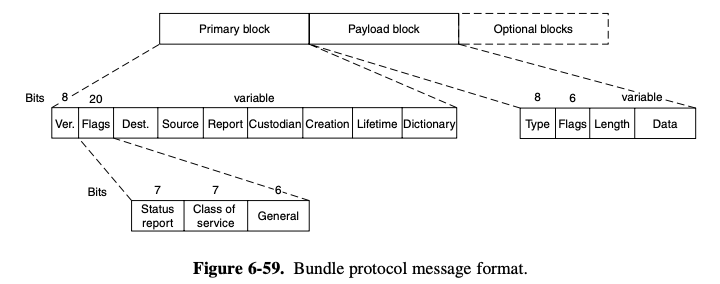 Primary block Payload block Optional blocks
Bits 8 20 variable 8 6 variable
Ver. Flags Dest. Source Report Custodian Creation Lifetime Dictionary Type Flags Length Data
Bits 7 7 6
Status report Class of service General
Figure 6-59. Bundle protocol message format.